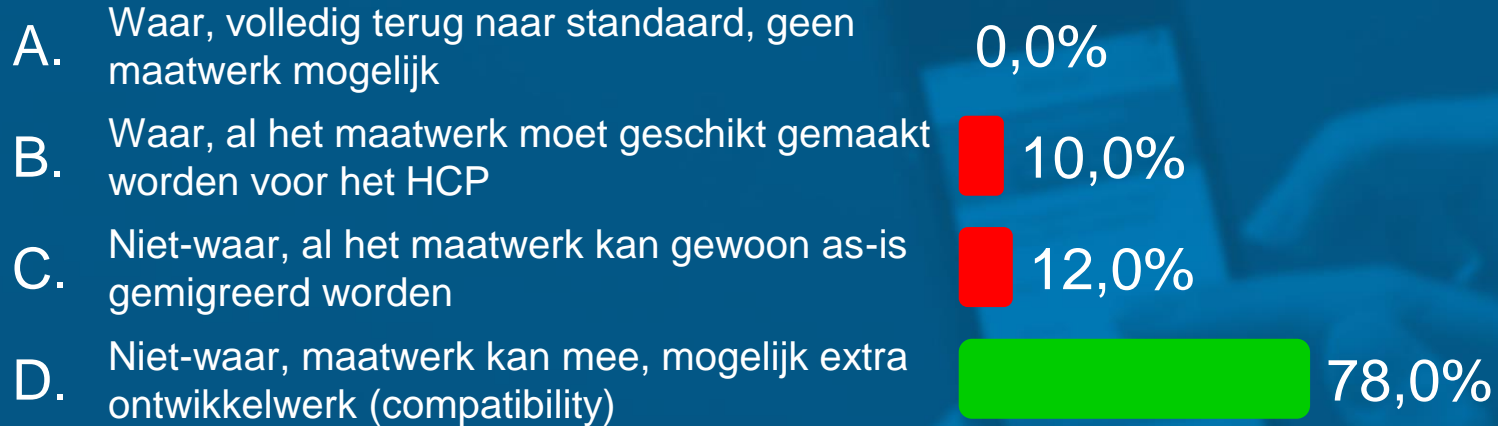 A. Waar, volledig terug naar standaard, geen
maatwerk mogelijk
0,0%
B. Waar, al het maatwerk moet geschikt gemaakt
worden voor het HCP
10,0%
C. Niet-waar, al het maatwerk kan gewoon as-is
gemigreerd worden
12,0%
D. Niet-waar, maatwerk kan mee, mogelijk extra
ontwikkelwerk (compatibility)
78,0%